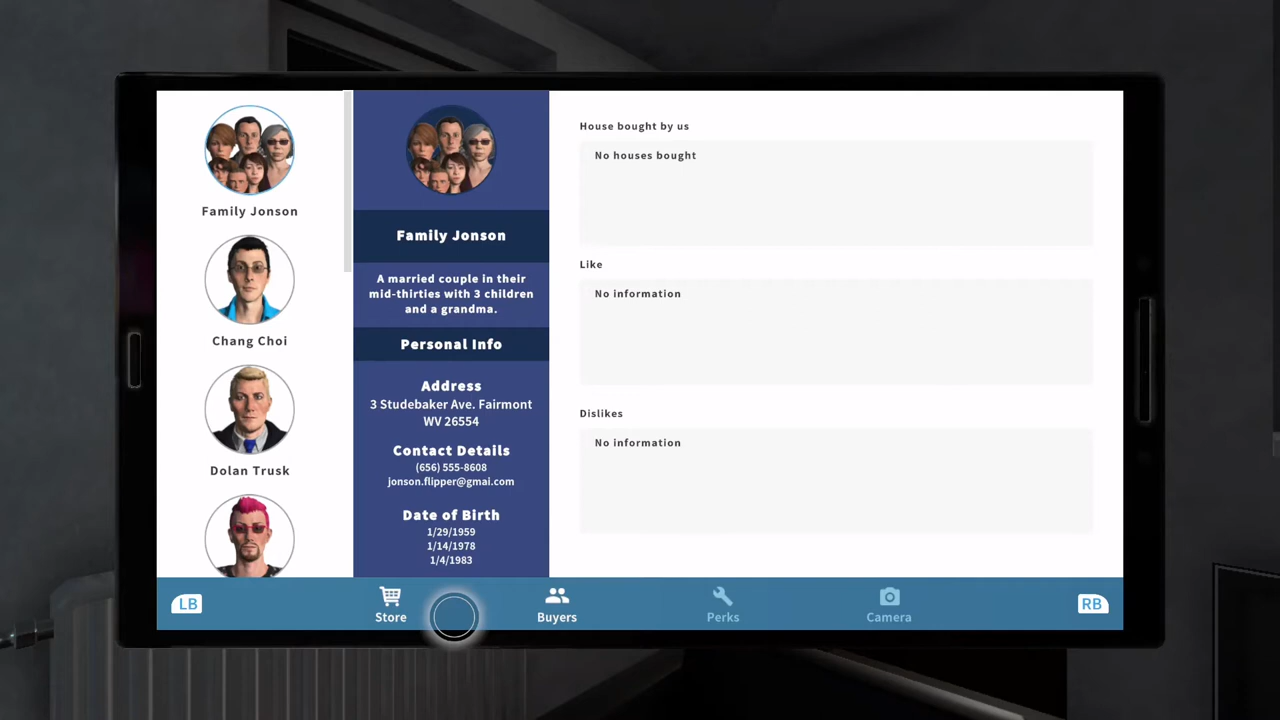 Family Jonson
Chang Choi
Dolan Trusk
Family Jonson
A married couple in their
mid-thirties with 3 children
and a grandma.
Personal Info
Address
3 Studebaker Ave. Fairmont
WV 26554
Contact Details
(656) 555-8608
jonson.flipper@gmai.com
Date of Birth
1/29/1959
1/14/1978
1/4/1983
House bought by us
No houses bought
Like
No information
Dislikes
No information
LB
Store
Buyers
Perks
Camera
RB